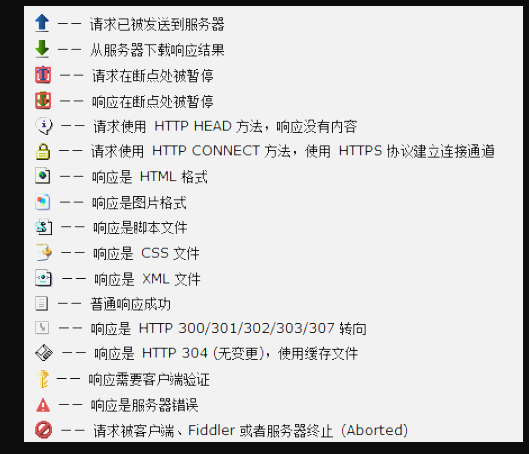 —— 请求已被发送到服务器
—— 从服务器下载响应结果
—— 请求在断点处被暂停
—— 响应在断点处被暂停
—— 请求使用 HTTP HEAD 方法，响应没有内容
—— 请求使用 HTTP CONNECT 方法，使用 HTTPS 协议建立连接通道
—— 响应是 HTML 格式
—— 响应是图片格式
—— 响应是脚本文件
—— 响应是 CSS 文件
—— 响应是 XML 文件
—— 普通响应成功
—— 响应是 HTTP 300/301/302/303/307 转向
—— 响应是 HTTP 304 (无变更)，使用缓存文件
—— 响应需要客户端验证
—— 响应是服务器错误
—— 请求被客户端、Fiddler 或者服务器终止（Aborted）